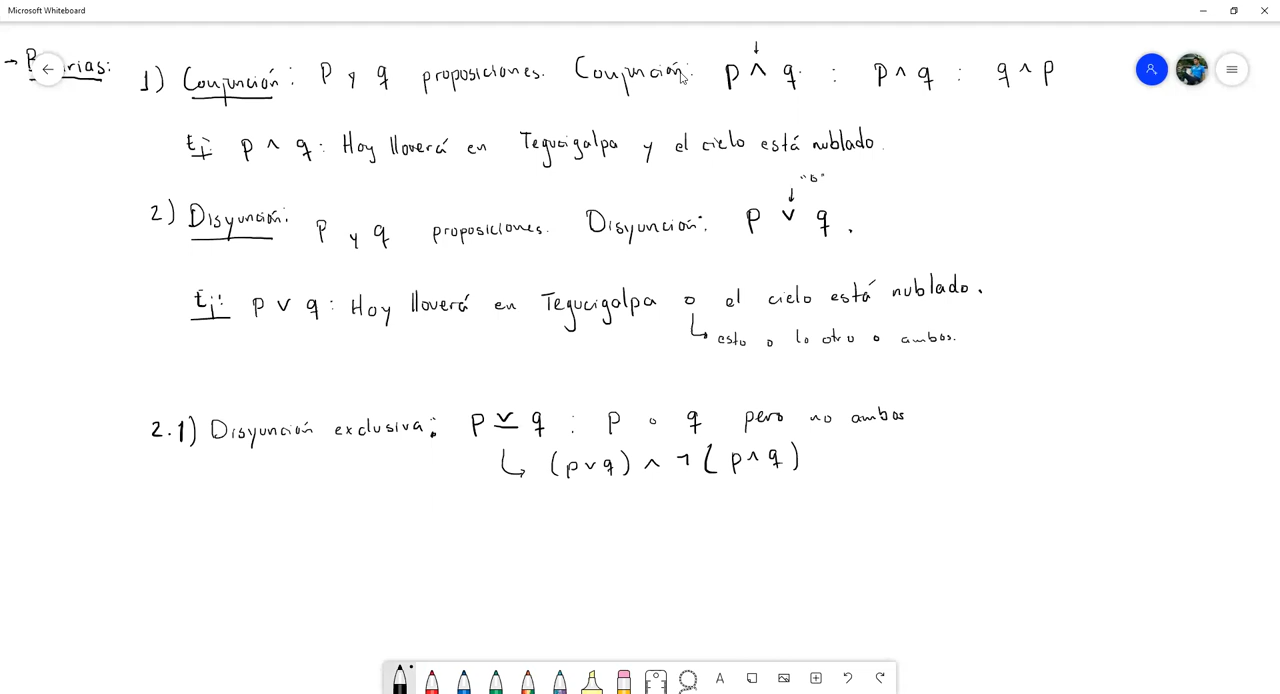 Microsoft Whiteboard
1) Conjunción: p y q proposiciones. Conjunción: p ∧ q : p ∧ q : q ∧ p
Ej: p ∧ q: Hoy lloverá en Tegucigalpa y el cielo está nublado.
"o"
2) Disyunción: p y q proposiciones. Disyunción: p ∨ q.
Ej: p ∨ q: Hoy lloverá en Tegucigalpa o el cielo está nublado.
esto o lo otro o ambos.
2.1) Disyunción exclusiva: p ⊻ q : p o q pero no ambos
(p ∨ q) ∧ ¬(p ∧ q)